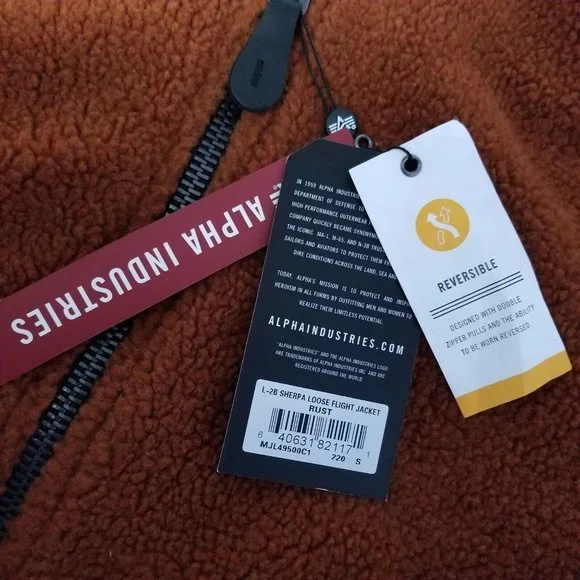 ALPHA INDUSTRIES
IN 1959 ALPHA INDUSTRIES
DEPARTMENT OF DEFENSE TO
HIGH PERFORMANCE OUTERWEAR
COMPANY QUICKLY BECAME SYNONYM
THE ICONIC MA-1, M-65, AND N-3B TRUS
SAILORS AND AVIATORS TO PROTECT THEM F
DIRE CONDITIONS ACROSS THE LAND, SEA AN
TODAY, ALPHA'S MISSION IS TO PROTECT AND INSPI
HEROISM IN ALL FORMS BY OUTFITTING MEN AND WOMEN TO
REALIZE THEIR LIMITLESS POTENTIAL.
ALPHAINDUSTRIES.COM
"ALPHA INDUSTRIES" AND THE ALPHA INDUSTRIES LOGO
ARE TRADEMARKS OF ALPHA INDUSTRIES INC. AND ARE
REGISTERED AROUND THE WORLD
L-2B SHERPA LOOSE FLIGHT JACKET
RUST
6 40631 82117 1
MJL49500C1 220 S
REVERSIBLE
DESIGNED WITH DOUBLE
ZIPPER PULLS AND THE ABILITY
TO BE WORN REVERSED.